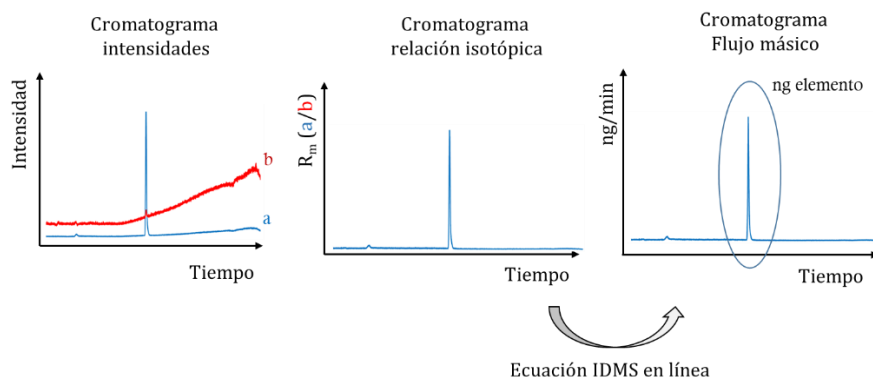 Cromatograma
intensidades
Intensidad
b
a
Tiempo
Cromatograma
relación isotópica
Rₘ (a/b)
Tiempo
Cromatograma
Flujo másico
ng/min
ng elemento
Tiempo
Ecuación IDMS en línea